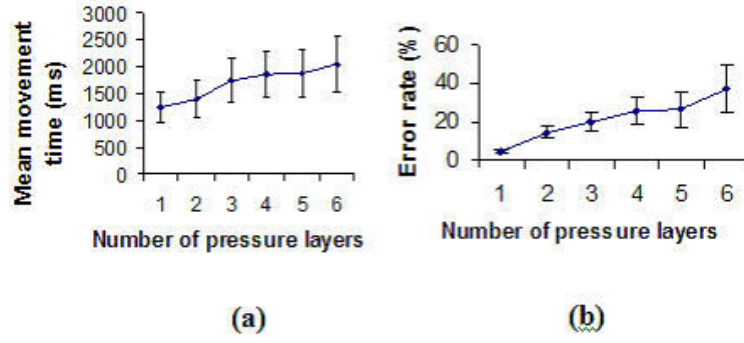 3000
2500
2000
1500
1000
500
0
Mean movement
time (ms)
1 2 3 4 5 6
Number of pressure layers
(a)
60
40
20
0
Error rate (%)
1 2 3 4 5 6
Number of pressure layers
(b)